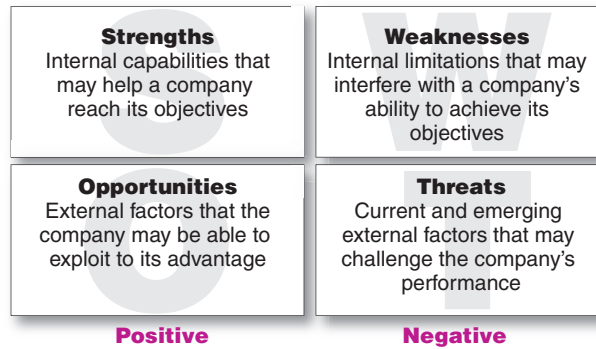 Strengths
Internal capabilities that
may help a company
reach its objectives
Weaknesses
Internal limitations that may
interfere with a company’s
ability to achieve its
objectives
Opportunities
External factors that the
company may be able to
exploit to its advantage
Threats
Current and emerging
external factors that may
challenge the company’s
performance
Positive
Negative
S
W
O
T